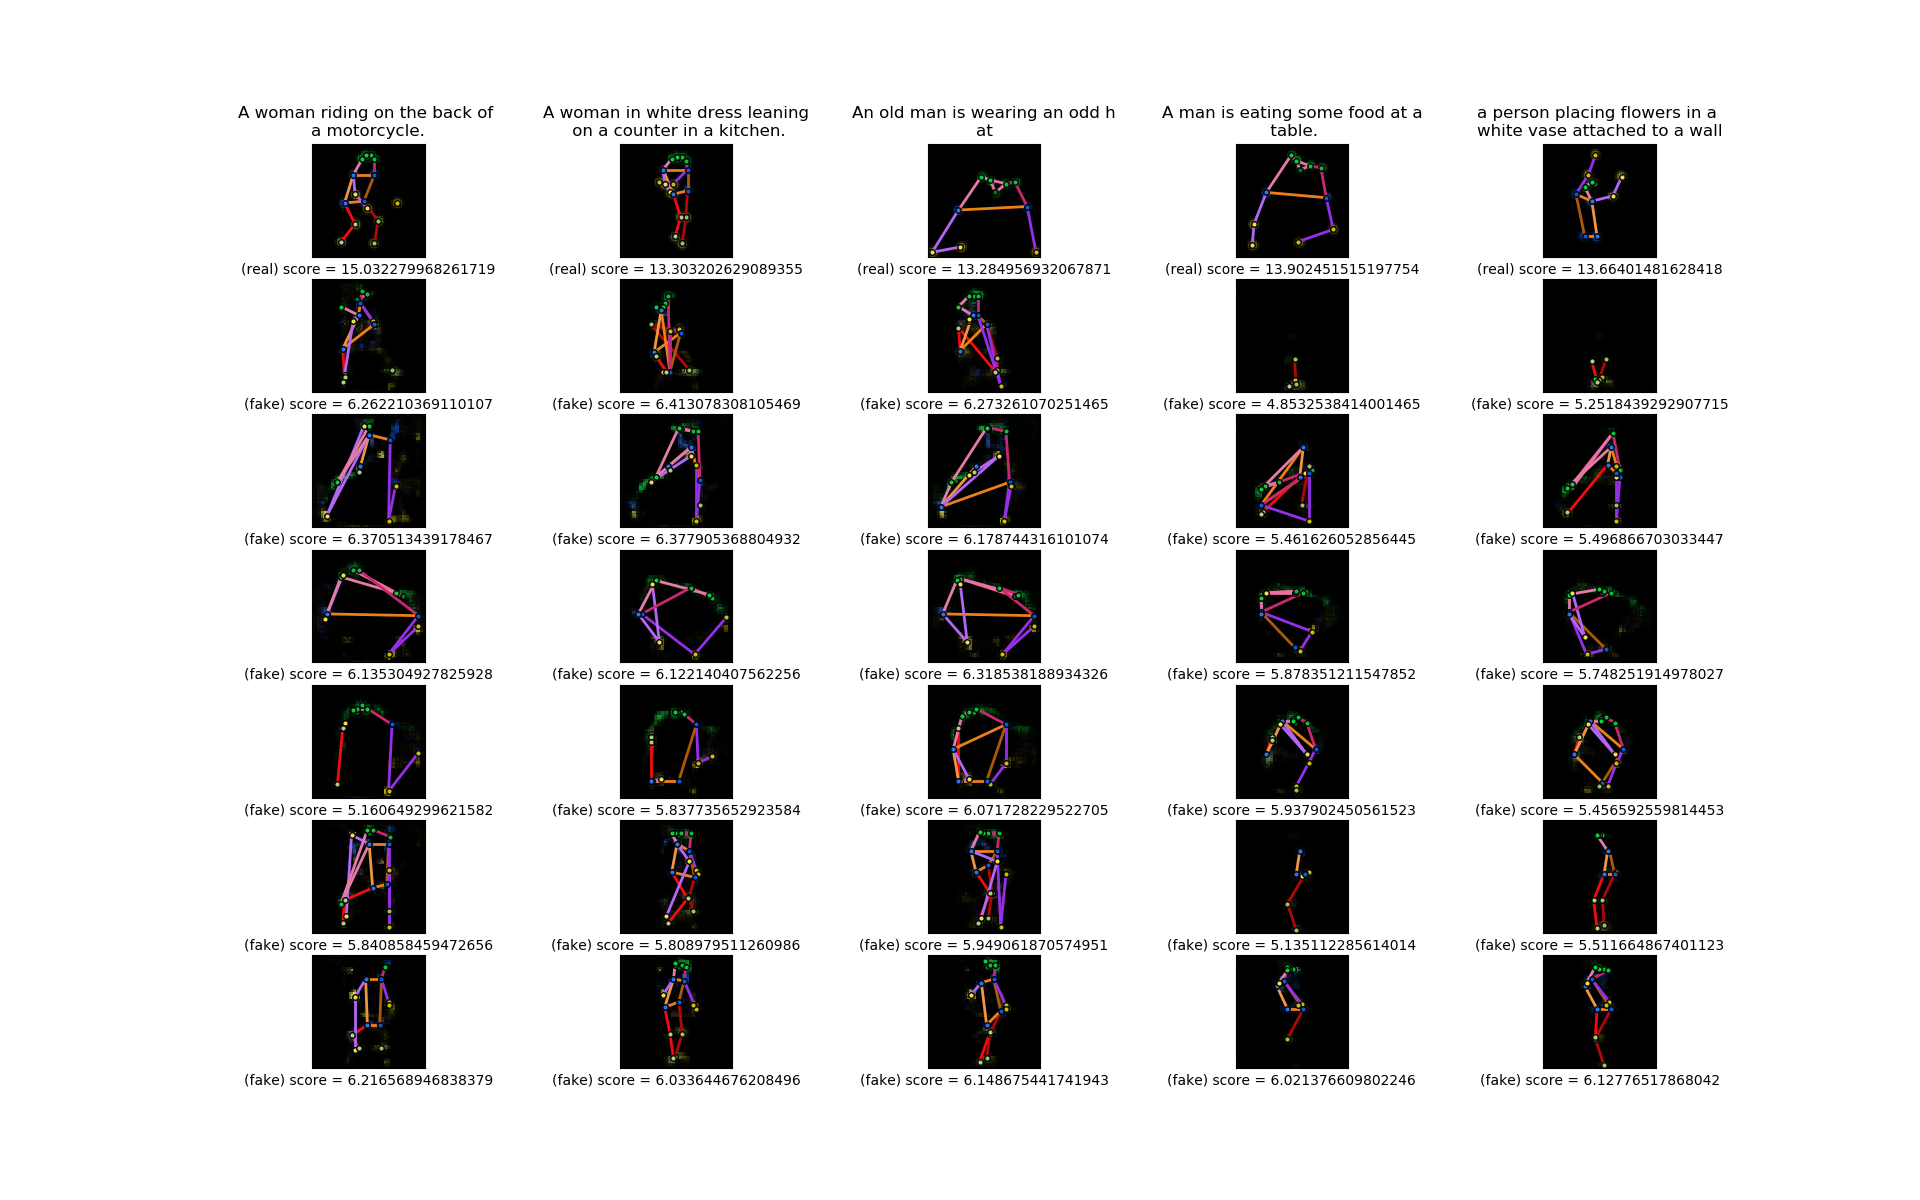 A woman riding on the back of
a motorcycle.
A woman in white dress leaning
on a counter in a kitchen.
An old man is wearing an odd h
at
A man is eating some food at a
table.
a person placing flowers in a
white vase attached to a wall
(real) score = 15.032279968261719
(real) score = 13.303202629089355
(real) score = 13.284956932067871
(real) score = 13.902451515197754
(real) score = 13.66401481628418
(fake) score = 6.262210369110107
(fake) score = 6.413078308105469
(fake) score = 6.273261070251465
(fake) score = 4.8532538414001465
(fake) score = 5.2518439292907715
(fake) score = 6.370513439178467
(fake) score = 6.377905368804932
(fake) score = 6.178744316101074
(fake) score = 5.461626052856445
(fake) score = 5.496866703033447
(fake) score = 6.135304927825928
(fake) score = 6.122140407562256
(fake) score = 6.318538188934326
(fake) score = 5.878351211547852
(fake) score = 5.748251914978027
(fake) score = 5.160649299621582
(fake) score = 5.837735652923584
(fake) score = 6.071728229522705
(fake) score = 5.937902450561523
(fake) score = 5.456592559814453
(fake) score = 5.840858459472656
(fake) score = 5.808979511260986
(fake) score = 5.949061870574951
(fake) score = 5.135112285614014
(fake) score = 5.511664867401123
(fake) score = 6.216568946838379
(fake) score = 6.033644676208496
(fake) score = 6.148675441741943
(fake) score = 6.021376609802246
(fake) score = 6.12776517868042